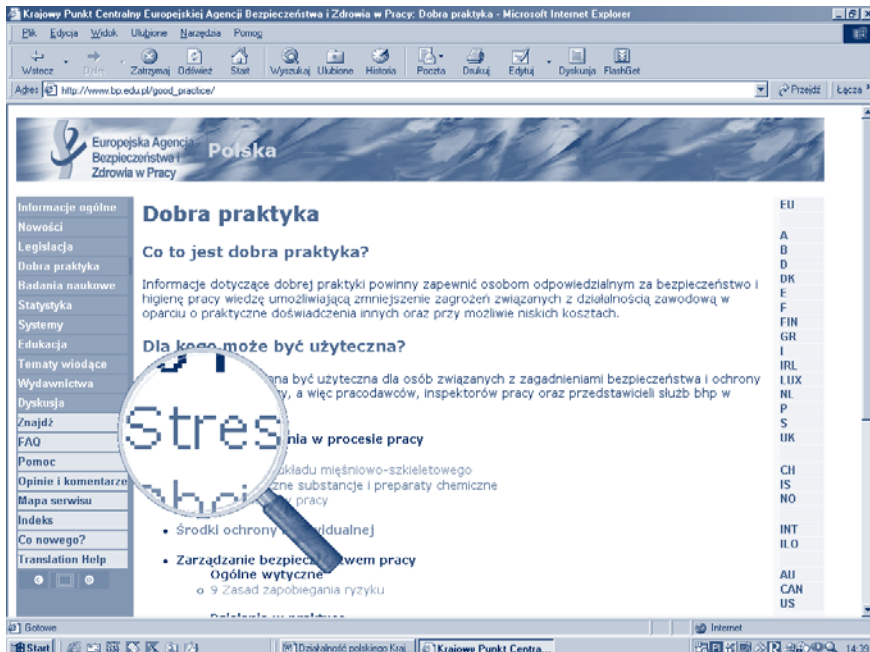 Krajowy Punkt Centralny Europejskiej Agencji Bezpieczeństwa i Zdrowia w Pracy: Dobra praktyka - Microsoft Internet Explorer
Plik Edycja Widok Ulubione Narzędzia Pomoc
Wstecz Dalej Zatrzymaj Odśwież Start Wyszukaj Ulubione Historia Poczta Drukuj Edytuj Dyskusja FlashGet
Adres http://www.bp.edu.pl/good_practice/ Przejdź Łącza
Europejska Agencja
Bezpieczeństwa i
Zdrowia w Pracy
Polska
Informacje ogólne
Nowości
Legislacja
Dobra praktyka
Badania naukowe
Statystyka
Systemy
Edukacja
Tematy wiodące
Wydawnictwa
Dyskusja
Znajdź
FAQ
Pomoc
Opinie i komentarze
Mapa serwisu
Indeks
Co nowego?
Translation Help
Dobra praktyka
Co to jest dobra praktyka?
Informacje dotyczące dobrej praktyki powinny zapewnić osobom odpowiedzialnym za bezpieczeństwo i
higienę pracy wiedzę umożliwiającą zmniejszenie zagrożeń związanych z działalnością zawodową w
oparciu o praktyczne doświadczenia innych oraz przy możliwie niskich kosztach.
Dla kogo może być użyteczna?
być użyteczna dla osób związanych z zagadnieniami bezpieczeństwa i ochrony
, a więc pracodawców, inspektorów pracy oraz przedstawicieli służb bhp w
Stres
w procesie pracy
układu mięśniowo-szkieletowego
substancje i preparaty chemiczne
pracy
• Środki ochrony
• Zarządzanie bezpieczeństwem pracy
Ogólne wytyczne
o 9 Zasad zapobiegania ryzyku
EU
A
B
D
DK
E
F
FIN
GR
I
IRL
LUX
NL
P
S
UK
CH
IS
NO
INT
ILO
AU
CAN
US
Gotowe Internet
Start Działalność polskiego Kraj... Krajowy Punkt Centra... 14:39